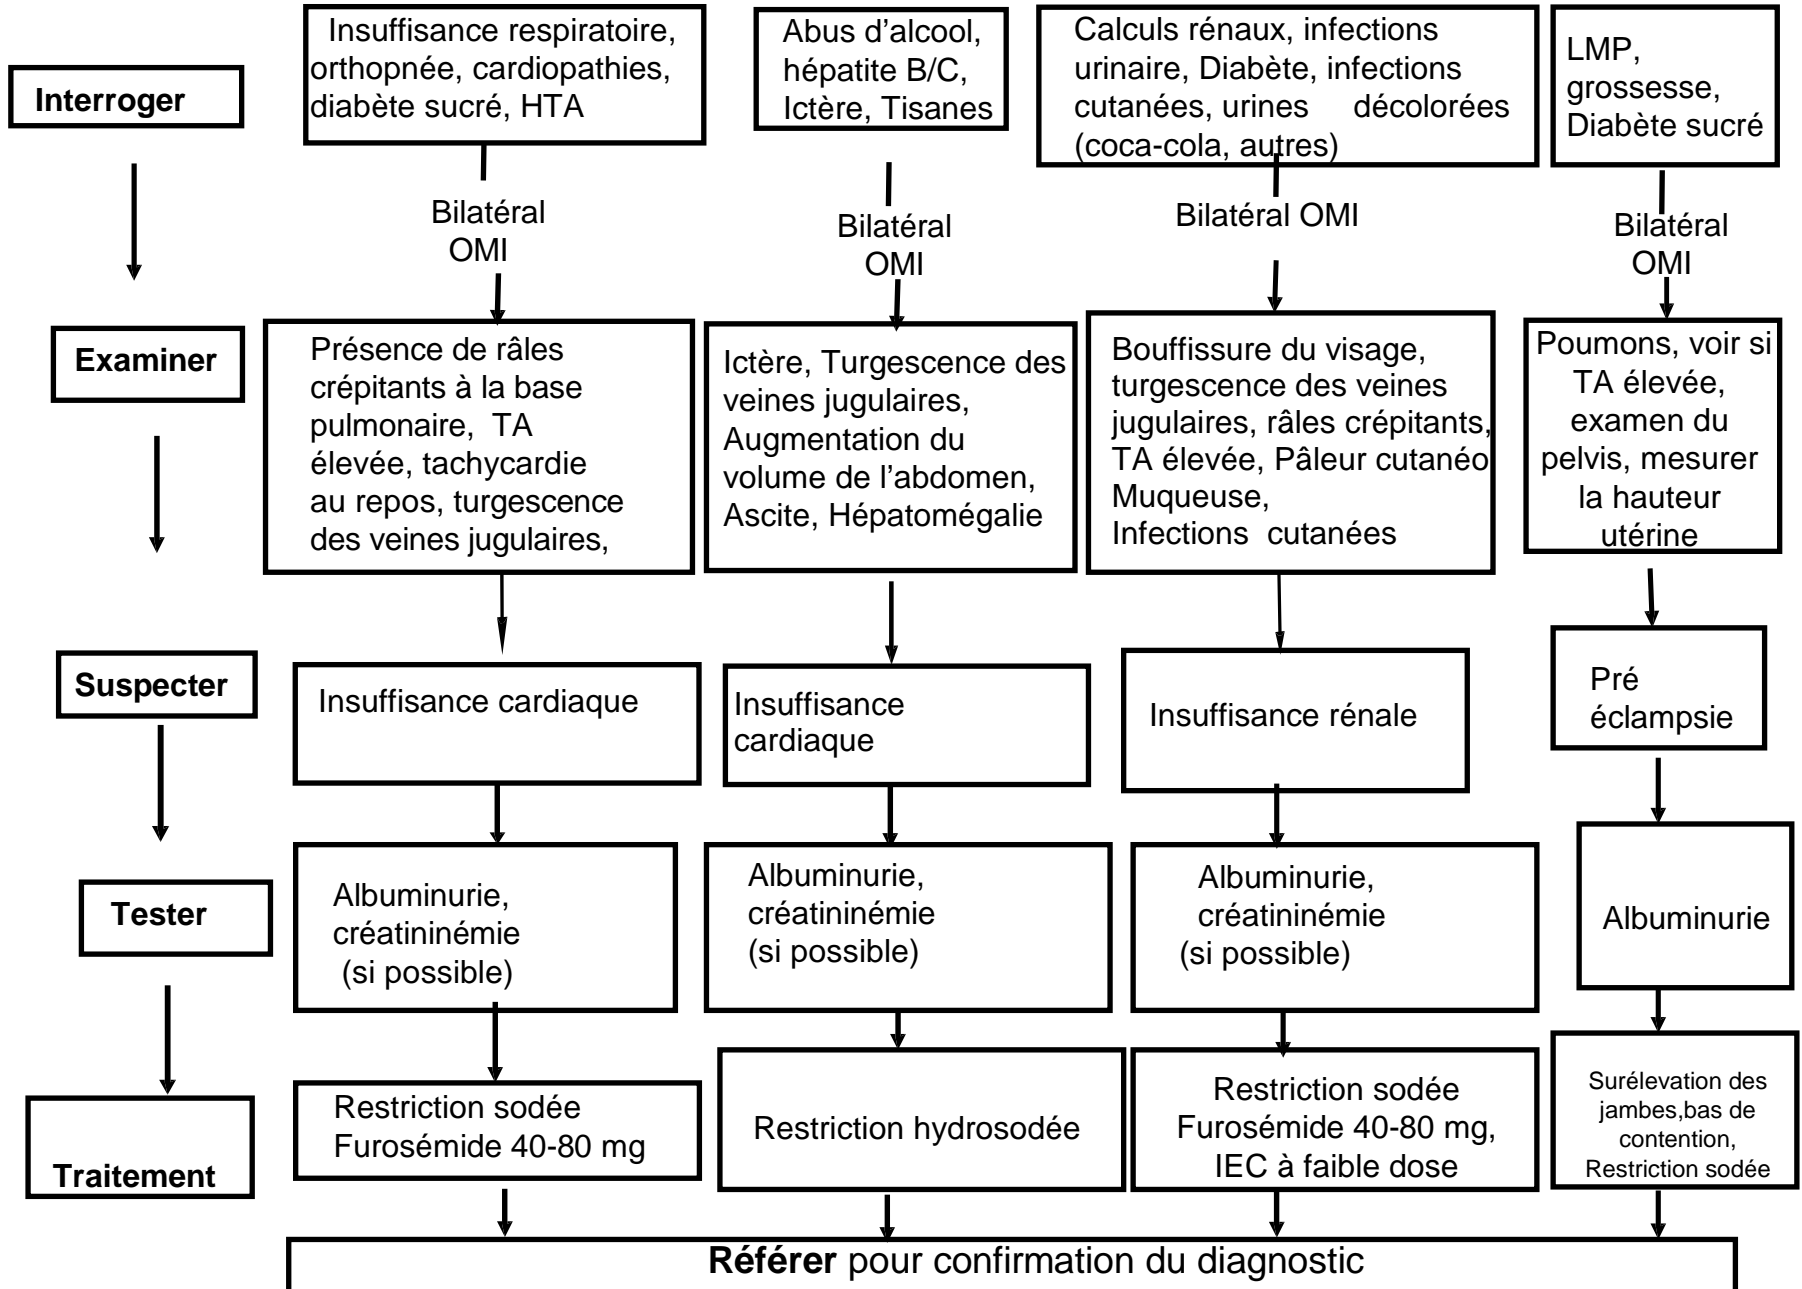 Interroger
Insuffisance respiratoire,
orthopnée, cardiopathies,
diabète sucré, HTA
Abus d'alcool,
hépatite B/C,
Ictère, Tisanes
Calculs rénaux, infections
urinaire, Diabète, infections
cutanées, urines décolorées
(coca-cola, autres)
LMP,
grossesse,
Diabète sucré
Bilatéral
OMI
Bilatéral
OMI
Bilatéral OMI
Bilatéral
OMI
Examiner
Présence de râles
crépitants à la base
pulmonaire, TA
élevée, tachycardie
au repos, turgescence
des veines jugulaires,
Ictère, Turgescence des
veines jugulaires,
Augmentation du
volume de l'abdomen,
Ascite, Hépatomégalie
Bouffissure du visage,
turgescence des veines
jugulaires, râles crépitants,
TA élevée, Pâleur cutanéo
Muqueuse,
Infections cutanées
Poumons, voir si
TA élevée,
examen du
pelvis, mesurer
la hauteur
utérine
Suspecter
Insuffisance cardiaque
Insuffisance
cardiaque
Insuffisance rénale
Pré
éclampsie
Tester
Albuminurie,
créatininémie
(si possible)
Albuminurie,
créatininémie
(si possible)
Albuminurie,
créatininémie
(si possible)
Albuminurie
Traitement
Restriction sodée
Furosémide 40-80 mg
Restriction hydrosodée
Restriction sodée
Furosémide 40-80 mg,
IEC à faible dose
Surélevation des
jambes,bas de
contention,
Restriction sodée
Référer pour confirmation du diagnostic